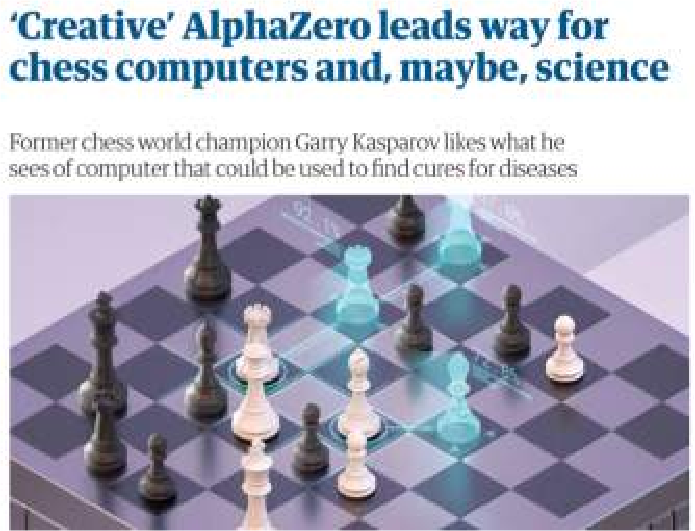 ‘Creative’ AlphaZero leads way for
chess computers and, maybe, science
Former chess world champion Garry Kasparov likes what he
sees of computer that could be used to find cures for diseases